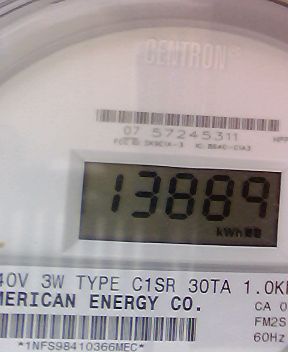 CENTRON®
07 57245311
13889
kWh
40V 3W TYPE C1SR 30TA 1.0K
MERICAN ENERGY CO.
CA 0
FM2S
60Hz
*1NFS98410366MEC*